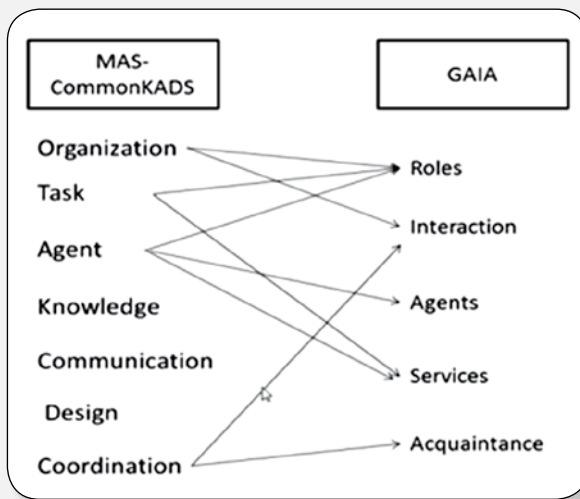 MAS-
CommonKADS
GAIA
Organization
Task
Agent
Knowledge
Communication
Design
Coordination
Roles
Interaction
Agents
Services
Acquaintance